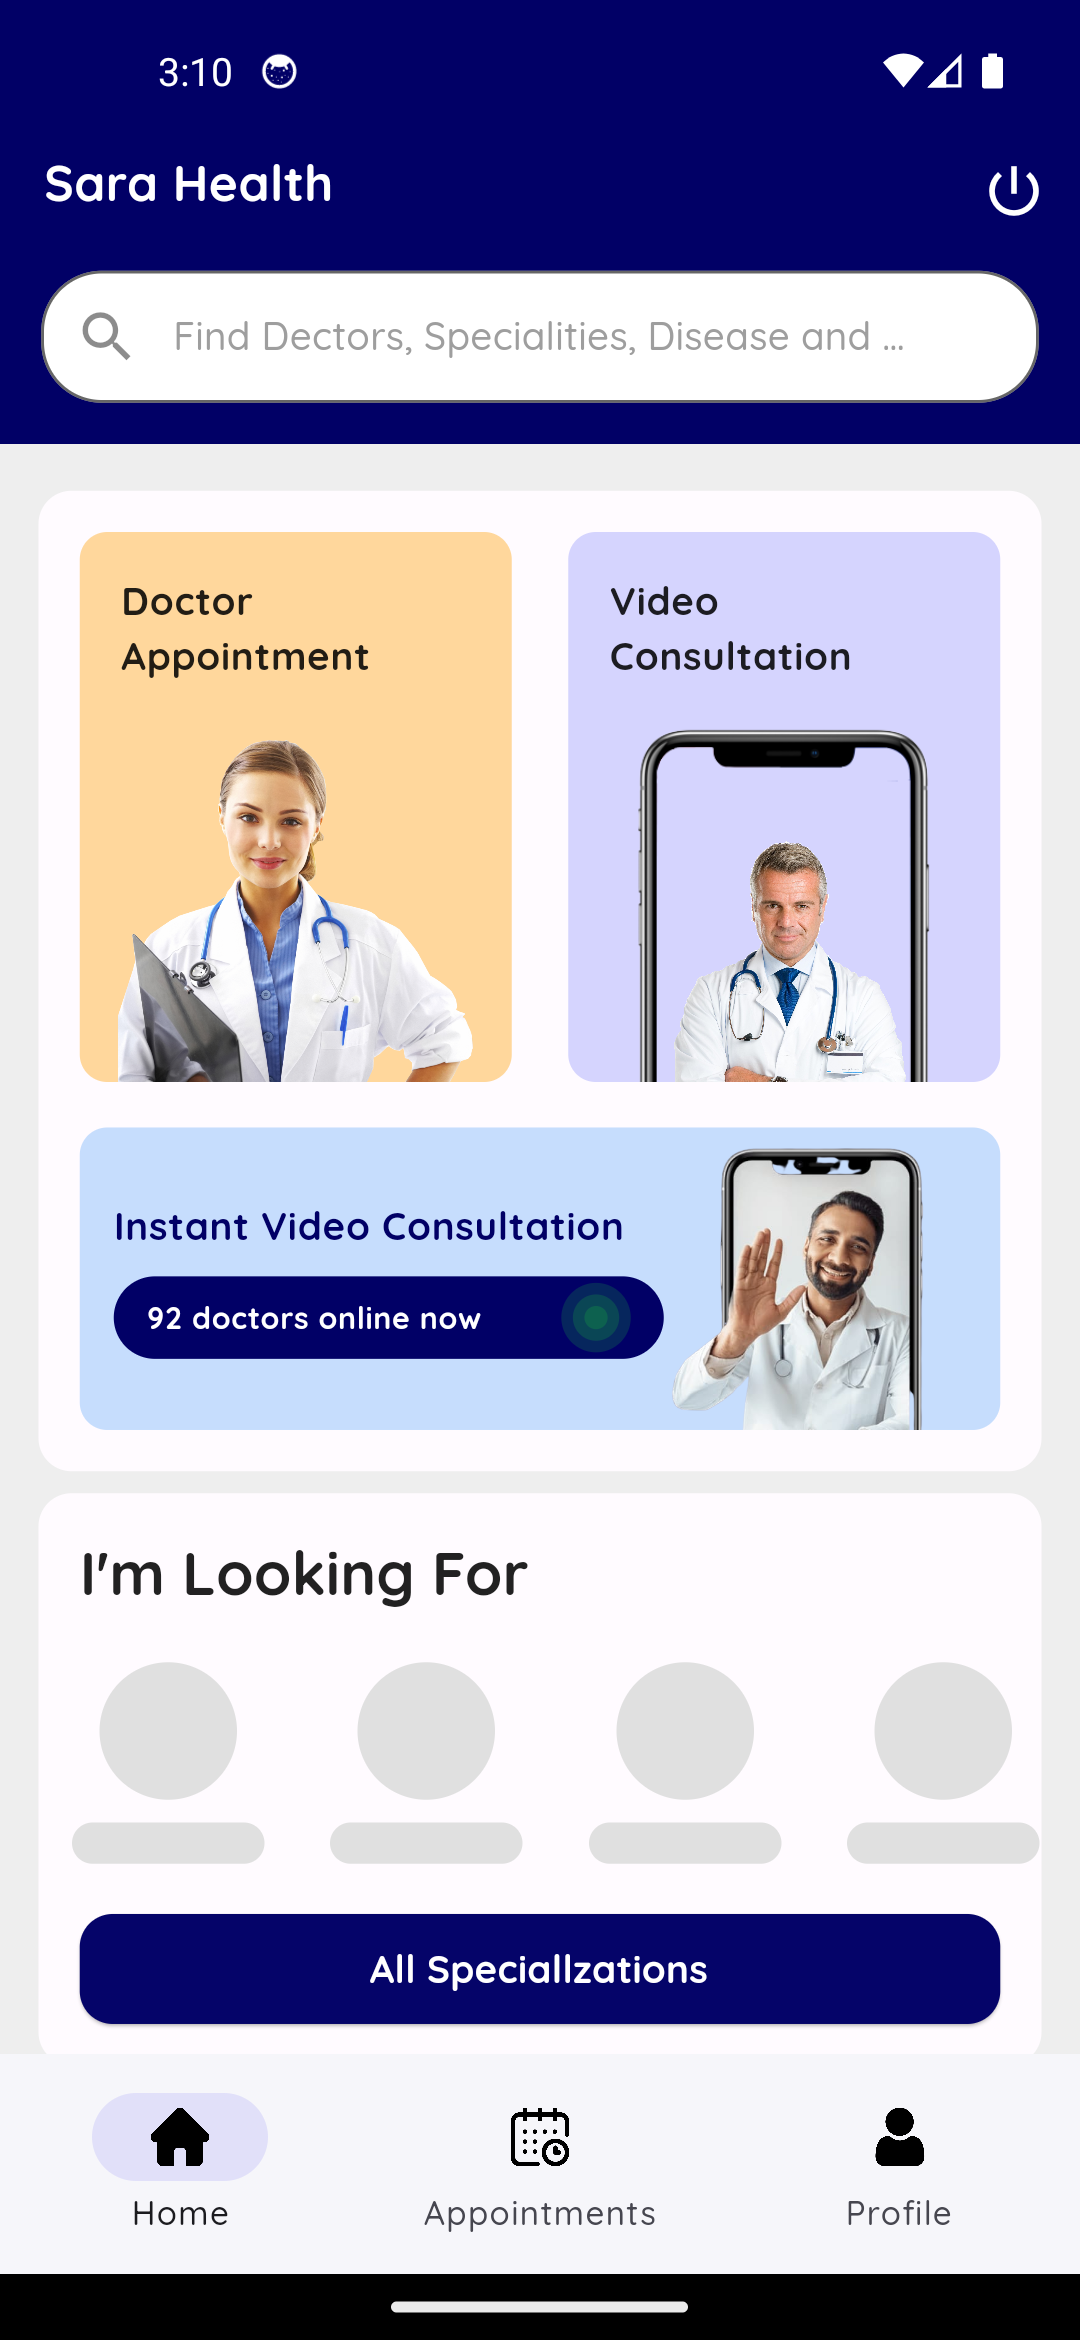 3:10
Sara Health
Find Dectors, Specialities, Disease and ...
Doctor
Appointment
Video
Consultation
Instant Video Consultation
92 doctors online now
I'm Looking For
All Speciallzations
Home
Appointments
Profile